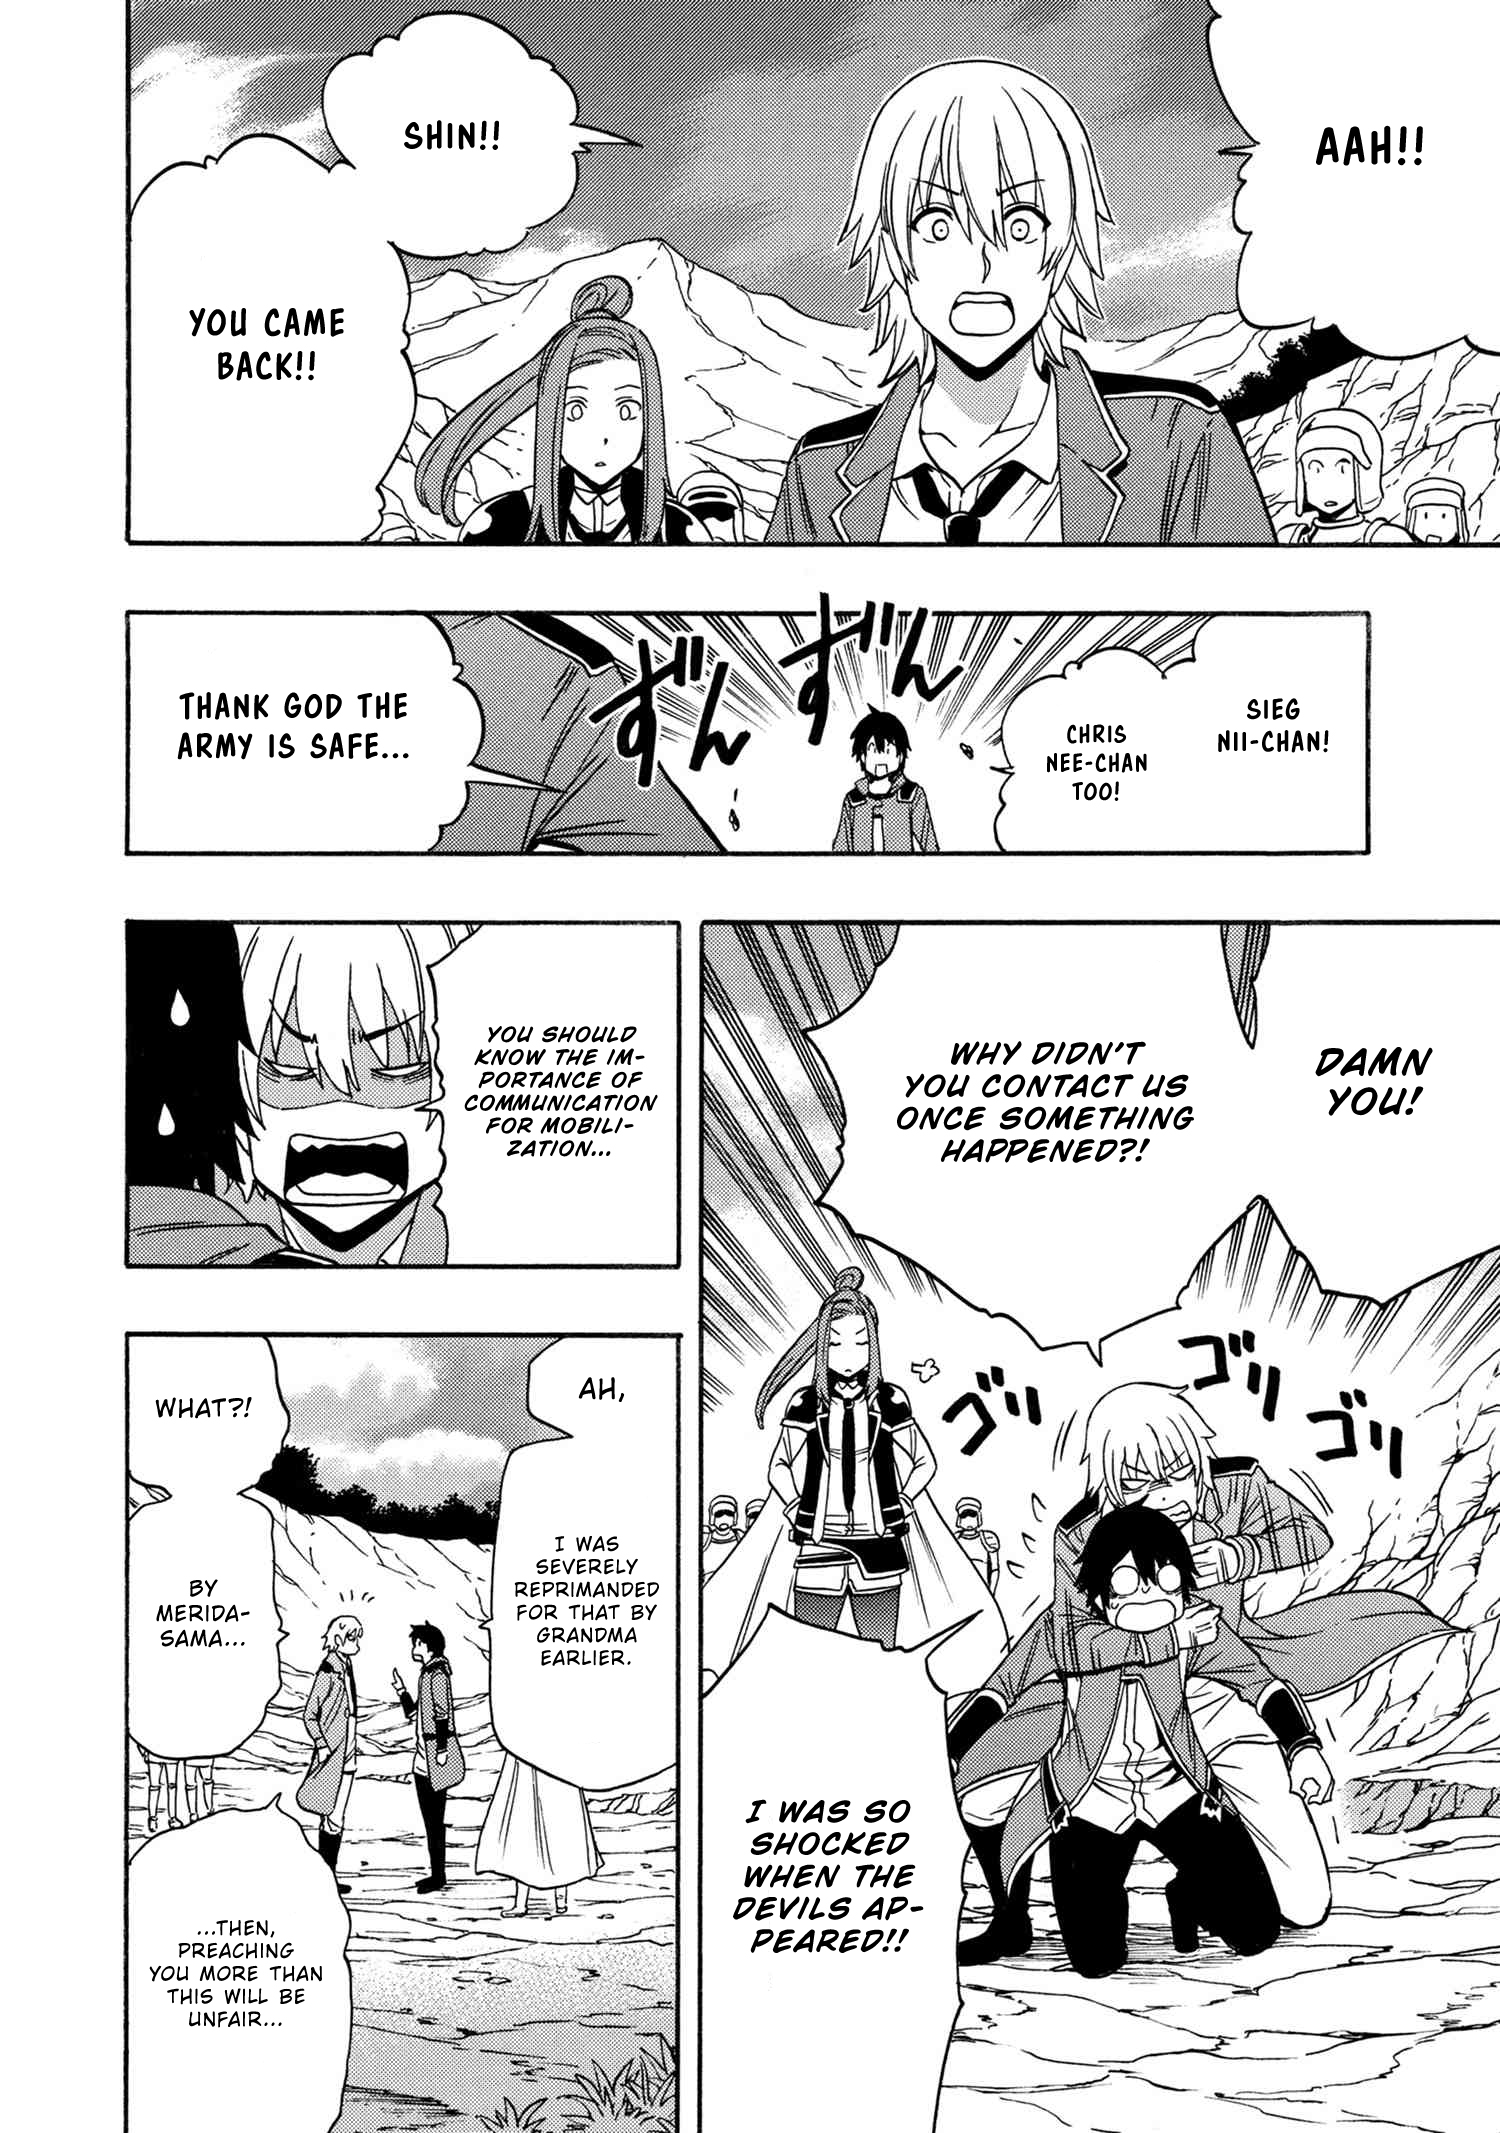 AAH!!
SHIN!!
YOU CAME
BACK!!
SIEG
NII-CHAN!
CHRIS
NEE-CHAN
TOO!
ずん
ずん
THANK GOD THE
ARMY IS SAFE...
DAMN
YOU!
WHY DIDN'T
YOU CONTACT US
ONCE SOMETHING
HAPPENED?!
ゴリ
ゴリ
ゴリ
I WAS SO
SHOCKED
WHEN THE
DEVILS AP-
PEARED!!
YOU SHOULD
KNOW THE IM-
PORTANCE OF
COMMUNICATION
FOR MOBILI-
ZATION...
AH,
I WAS
SEVERELY
REPRIMANDED
FOR THAT BY
GRANDMA
EARLIER.
WHAT?!
BY
MERIDA-
SAMA...
...THEN,
PREACHING
YOU MORE THAN
THIS WILL BE
UNFAIR...